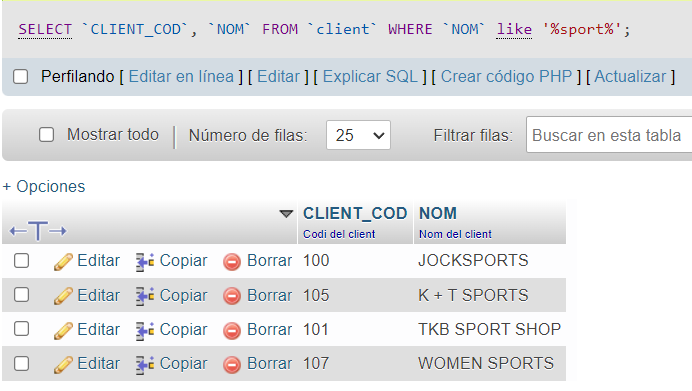 SELECT `CLIENT_COD`, `NOM` FROM `client` WHERE `NOM` like '%sport%';
Perfilando [ Editar en línea ] [ Editar ] [ Explicar SQL ] [ Crear código PHP ] [ Actualizar ]
Mostrar todo Número de filas: 25 Filtrar filas: Buscar en esta tabla
+ Opciones
CLIENT_COD NOM
Codi del client Nom del client
Editar Copiar Borrar 100 JOCKSPORTS
Editar Copiar Borrar 105 K + T SPORTS
Editar Copiar Borrar 101 TKB SPORT SHOP
Editar Copiar Borrar 107 WOMEN SPORTS